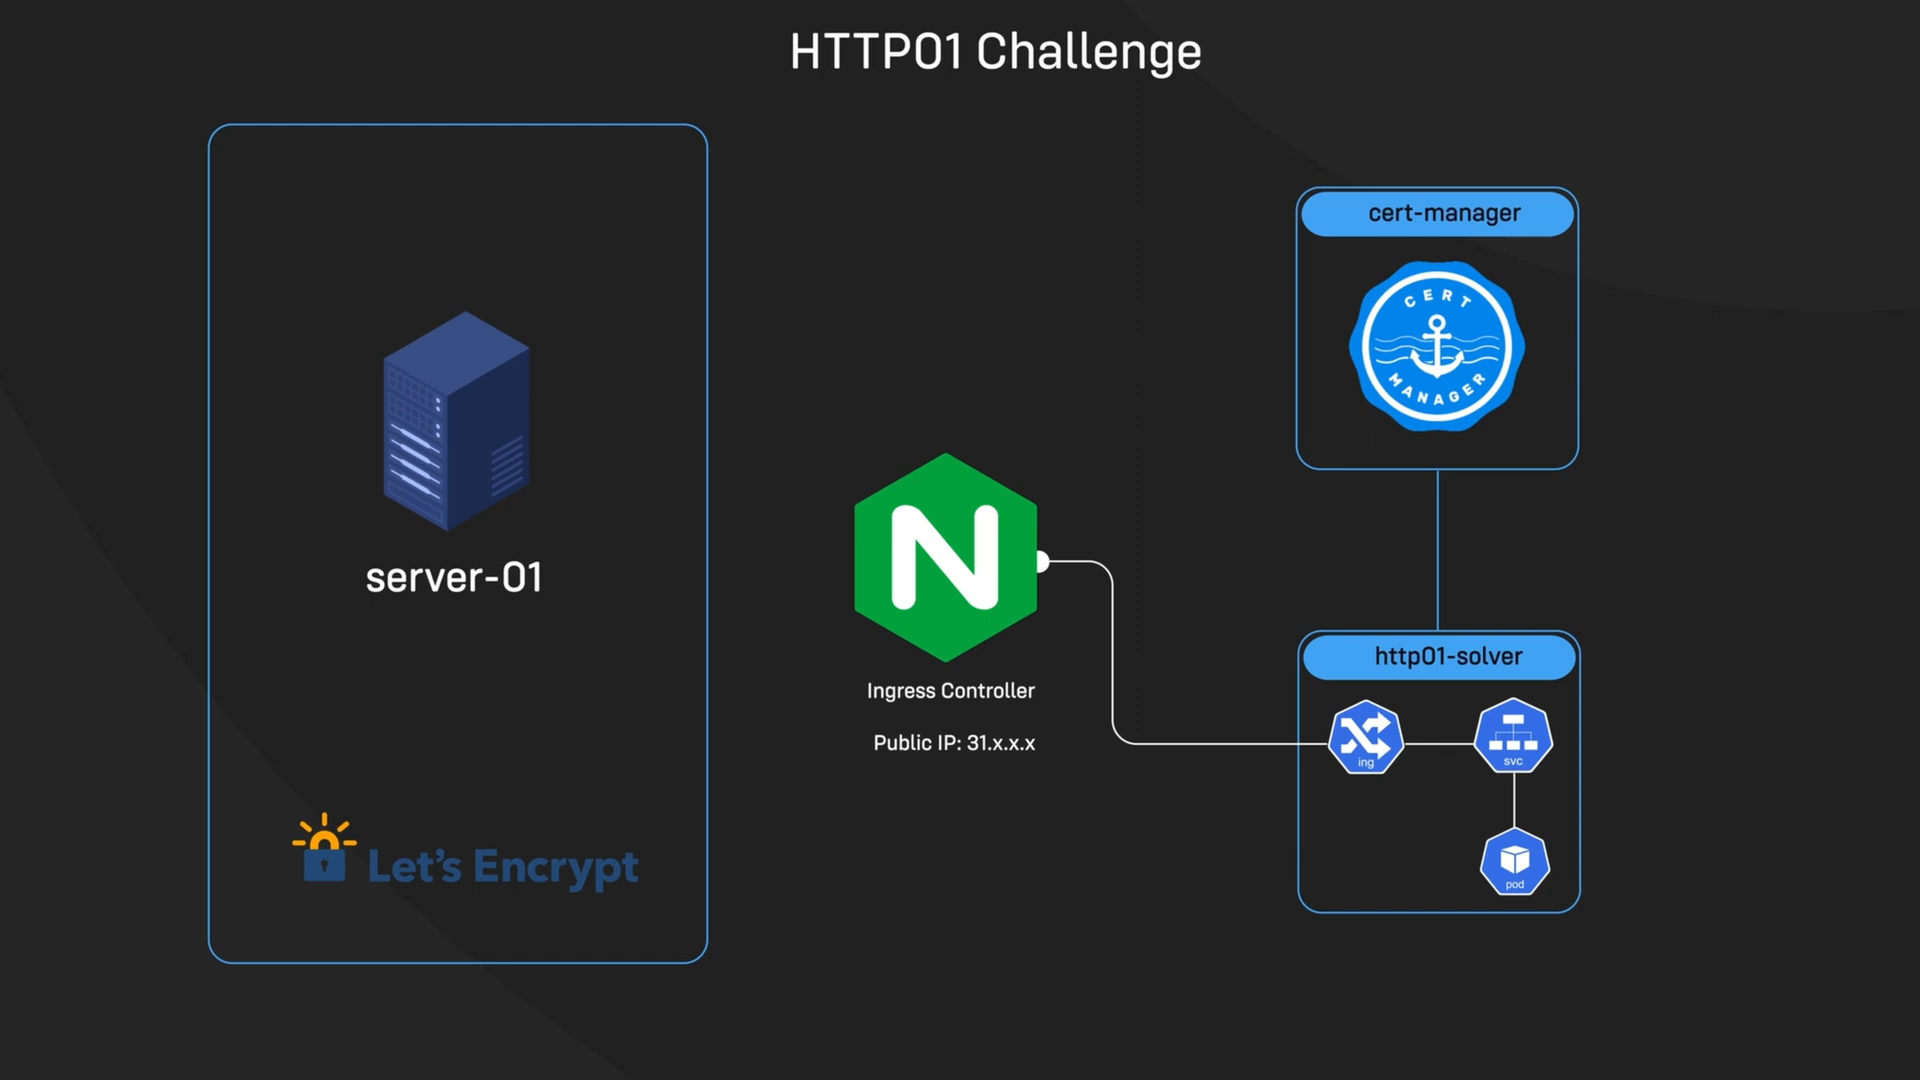 HTTP01 Challenge
server-01
Let's Encrypt
Ingress Controller
Public IP: 31.x.x.x
cert-manager
CERT
MANAGER
http01-solver
ing
svc
pod